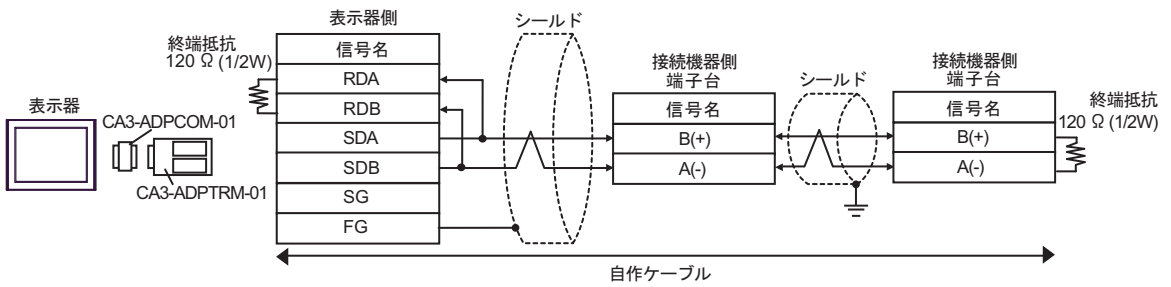 表示器
CA3-ADPCOM-01
CA3-ADPTRM-01
終端抵抗
120 Ω (1/2W)
表示器側
信号名
RDA
RDB
SDA
SDB
SG
FG
シールド
接続機器側
端子台
信号名
B(+)
A(-)
シールド
接続機器側
端子台
信号名
B(+)
A(-)
終端抵抗
120 Ω (1/2W)
自作ケーブル